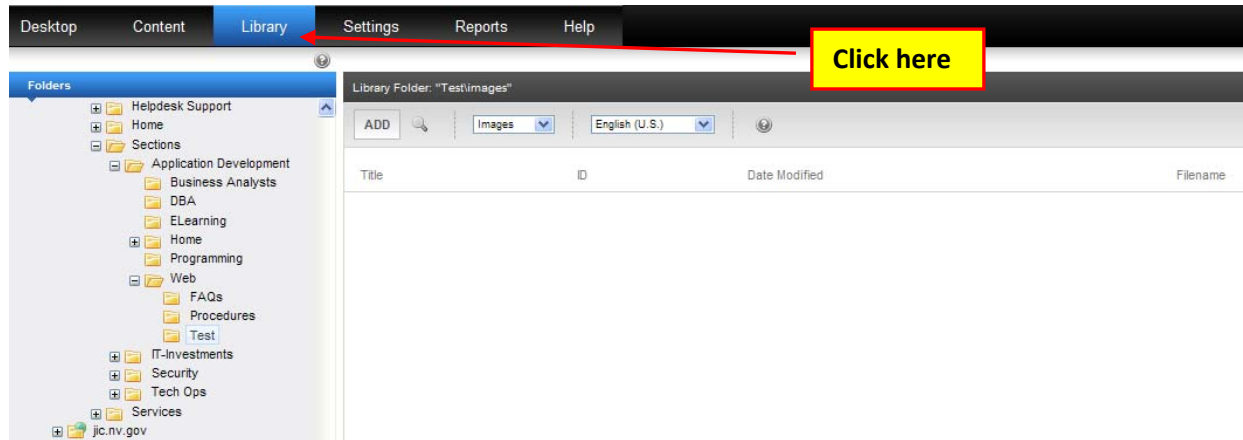 Desktop Content Library Settings Reports Help
Click here
Folders
Library Folder: "Test\images"
ADD Images English (U.S.)
Title ID Date Modified Filename
Helpdesk Support
Home
Sections
Application Development
Business Analysts
DBA
ELearning
Home
Programming
Web
FAQs
Procedures
Test
IT-Investments
Security
Tech Ops
Services
jic.nv.gov